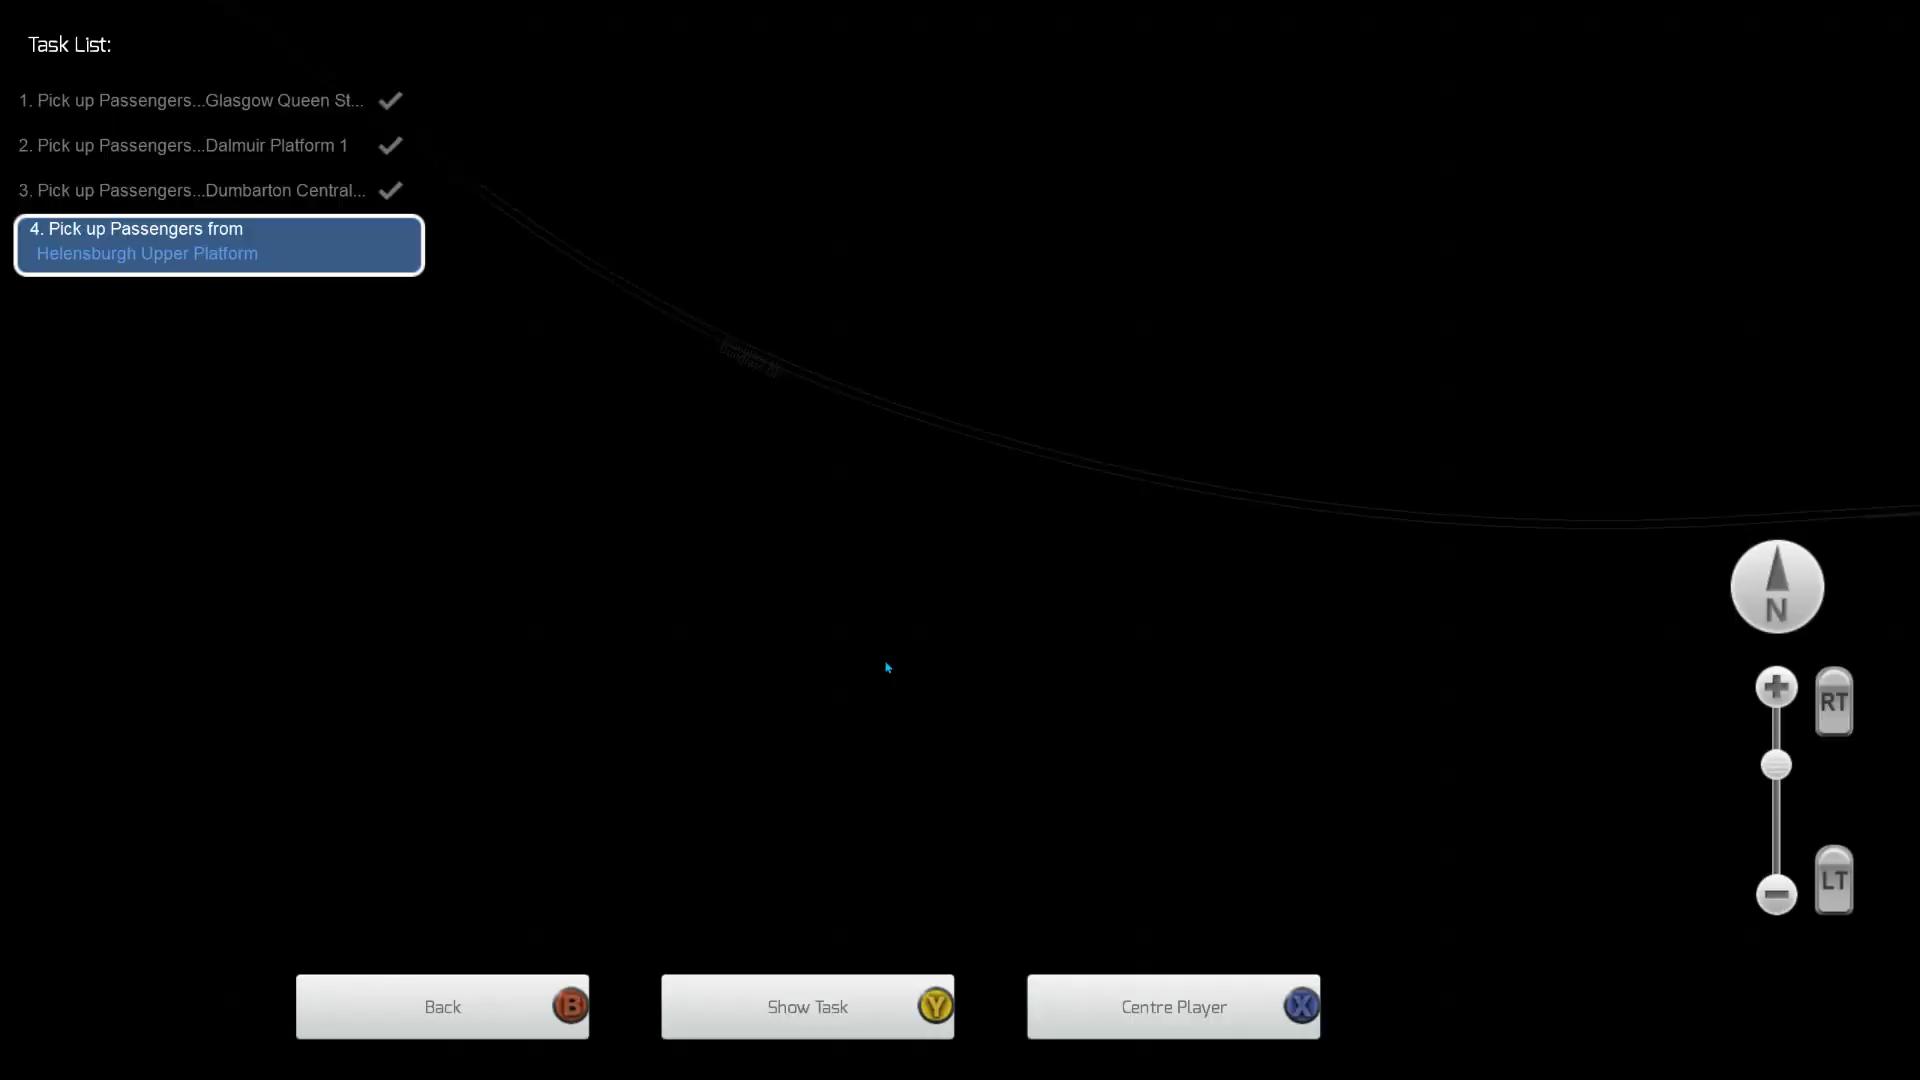 Task List:
1. Pick up Passengers...Glasgow Queen St...
2. Pick up Passengers...Dalmuir Platform 1
3. Pick up Passengers...Dumbarton Central...
4. Pick up Passengers from
Helensburgh Upper Platform
N
RT
LT
Back B
Show Task Y
Centre Player X